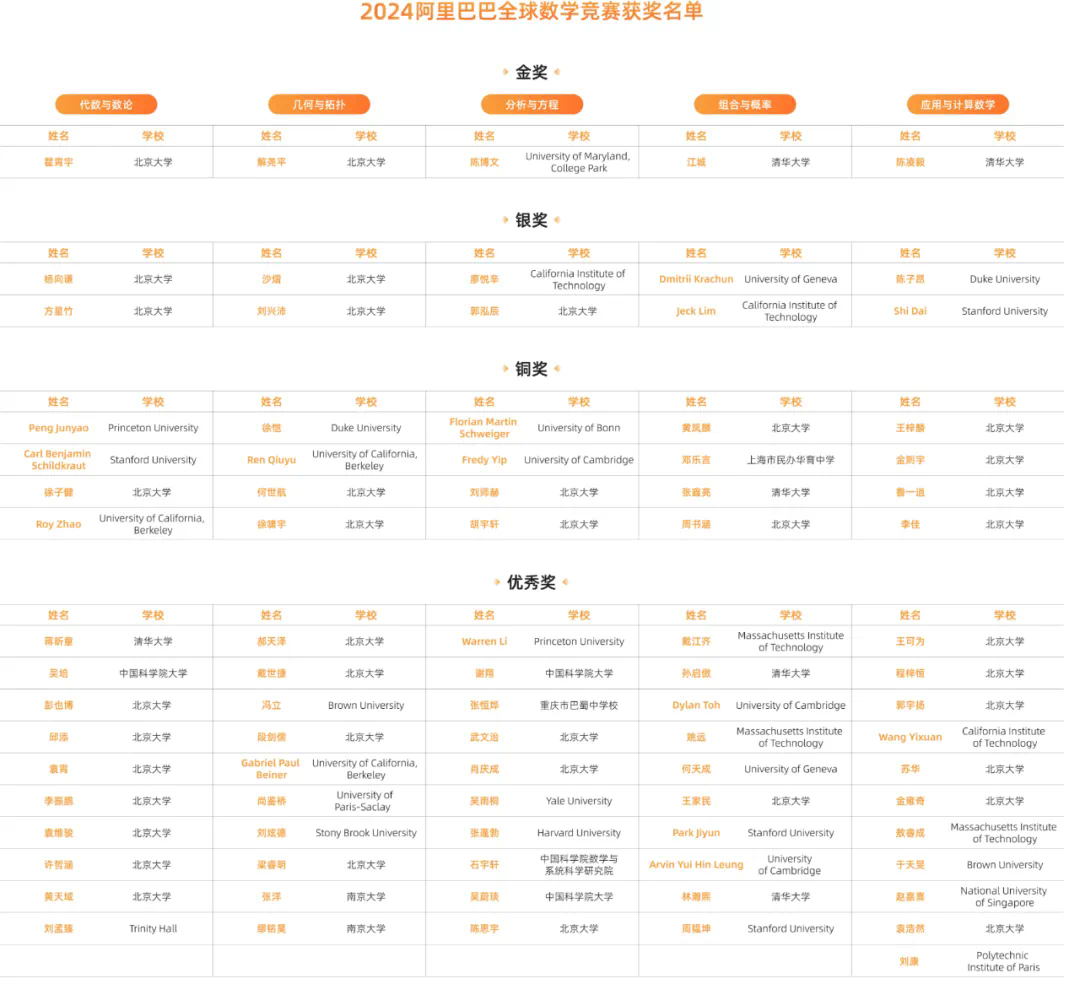 2024阿里巴巴全球数学竞赛获奖名单
金奖
代数与数论 几何与拓扑 分析与方程 组合与概率 应用与计算数学
姓名 学校 姓名 学校 姓名 学校 姓名 学校 姓名 学校
翟霄宇 北京大学 解尧平 北京大学 陈博文 University of Maryland, College Park 江城 清华大学 陈凌毅 清华大学
银奖
姓名 学校 姓名 学校 姓名 学校 姓名 学校 姓名 学校
杨向谦 北京大学 沙熠 北京大学 廖悦辛 California Institute of Technology Dmitrii Krachun University of Geneva 陈子昂 Duke University
方星竹 北京大学 刘兴沛 北京大学 郭泓辰 北京大学 Jeck Lim California Institute of Technology Shi Dai Stanford University
铜奖
姓名 学校 姓名 学校 姓名 学校 姓名 学校 姓名 学校
Peng Junyao Princeton University 徐恺 Duke University Florian Martin Schweiger University of Bonn 黄凤麟 北京大学 王梓麟 北京大学
Carl Benjamin Schildkraut Stanford University Ren Qiuyu University of California, Berkeley Fredy Yip University of Cambridge 邓乐言 上海市民办华育中学 金则宇 北京大学
徐子健 北京大学 何世航 北京大学 刘师赫 北京大学 张鑫亮 清华大学 鲁一逍 北京大学
Roy Zhao University of California, Berkeley 徐啸宇 北京大学 胡宇轩 北京大学 周书涵 北京大学 李佳 北京大学
优秀奖
姓名 学校 姓名 学校 姓名 学校 姓名 学校 姓名 学校
蒋昕童 清华大学 郝天泽 北京大学 Warren Li Princeton University 戴江齐 Massachusetts Institute of Technology 王可为 北京大学
吴培 中国科学院大学 戴世捷 北京大学 谢翔 中国科学院大学 孙启傲 清华大学 程梓恒 北京大学
彭也博 北京大学 冯立 Brown University 张恒烨 重庆市巴蜀中学校 Dylan Toh University of Cambridge 郭宇扬 北京大学
邱添 北京大学 段剑儒 北京大学 武文治 北京大学 姚远 Massachusetts Institute of Technology Wang Yixuan California Institute of Technology
袁霄 北京大学 Gabriel Paul Beiner University of California, Berkeley 肖庆成 北京大学 何天成 University of Geneva 苏华 北京大学
李振鹏 北京大学 尚鉴桥 University of Paris-Saclay 吴雨桐 Yale University 王家民 北京大学 金雍奇 北京大学
袁维骏 北京大学 刘炫德 Stony Brook University 张蓬勃 Harvard University Park Jiyun Stanford University 敖睿成 Massachusetts Institute of Technology
许哲涵 北京大学 梁睿明 北京大学 石宇轩 中国科学院数学与系统科学研究院 Arvin Yui Hin Leung University of Cambridge 于天旻 Brown University
黄天域 北京大学 张洋 南京大学 吴蔚琰 中国科学院大学 林瀚熙 清华大学 赵嘉熹 National University of Singapore
刘孟臻 Trinity Hall 缪铭昊 南京大学 陈思宇 北京大学 周韫坤 Stanford University 袁浩然 北京大学
刘康 Polytechnic Institute of Paris